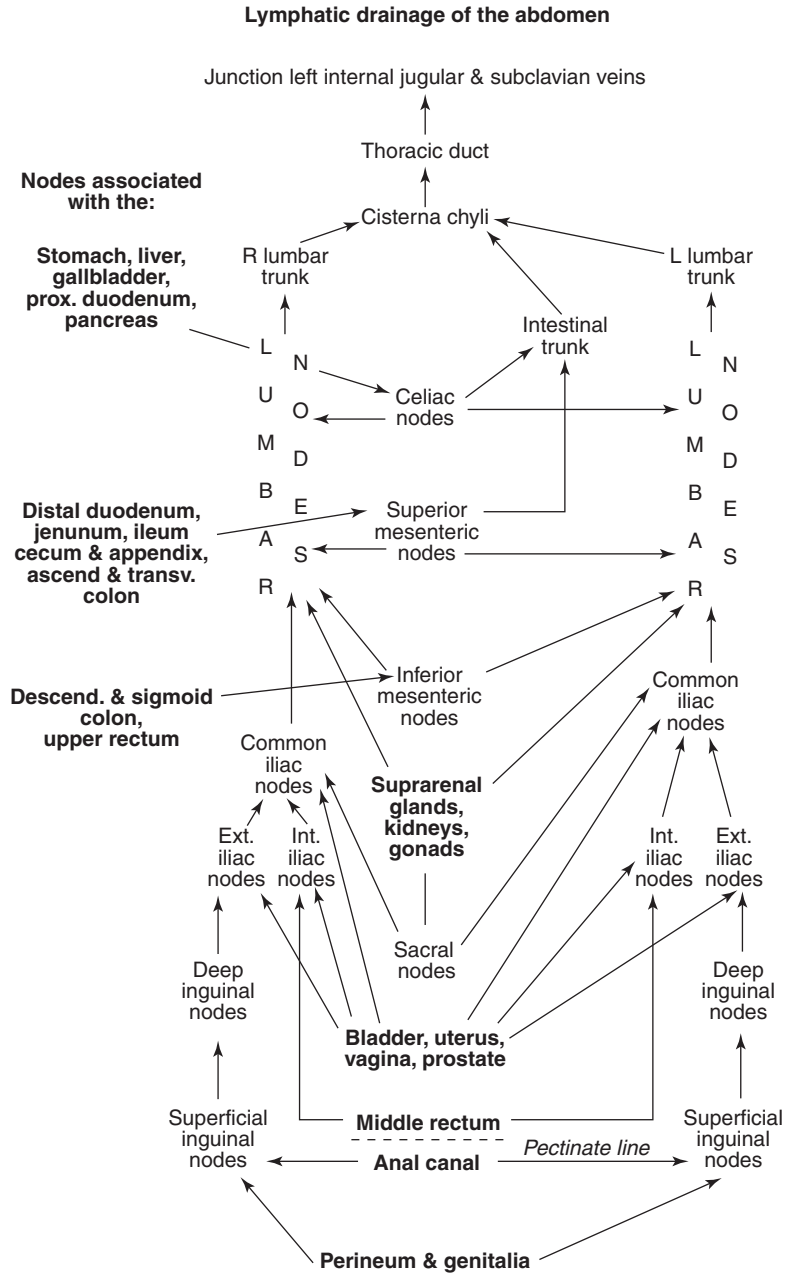 Lymphatic drainage of the abdomen
Junction left internal jugular & subclavian veins
Thoracic duct
Nodes associated
with the:
Cisterna chyli
Stomach, liver,
gallbladder,
prox. duodenum,
pancreas
R lumbar
trunk
L lumbar
trunk
Intestinal
trunk
LUMBAR
NODES
LUMBAR
NODES
Celiac
nodes
Distal duodenum,
jenunum, ileum
cecum & appendix,
ascend & transv.
colon
Superior
mesenteric
nodes
Descend. & sigmoid
colon,
upper rectum
Inferior
mesenteric
nodes
Common
iliac
nodes
Common
iliac
nodes
Suprarenal
glands,
kidneys,
gonads
Ext.
iliac
nodes
Int.
iliac
nodes
Int.
iliac
nodes
Ext.
iliac
nodes
Sacral
nodes
Deep
inguinal
nodes
Deep
inguinal
nodes
Bladder, uterus,
vagina, prostate
Superficial
inguinal
nodes
Middle rectum
Pectinate line
Anal canal
Superficial
inguinal
nodes
Perineum & genitalia